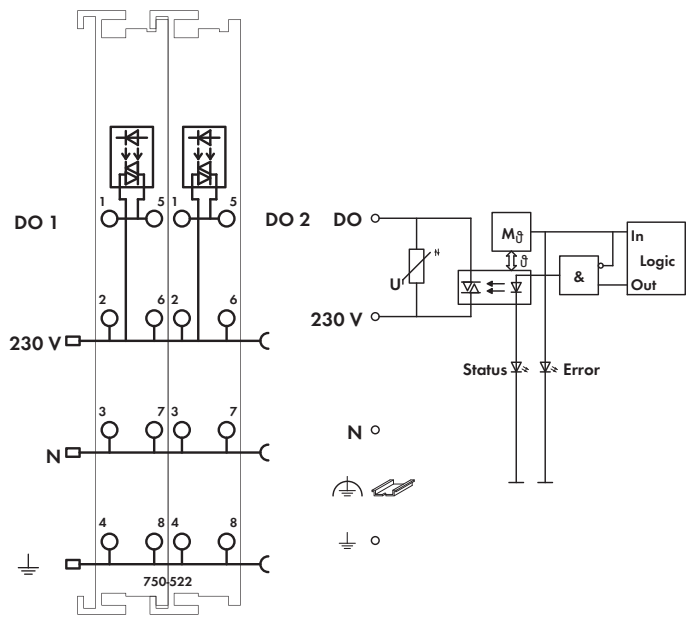 1 5 1 5
DO 1 DO 2 DO
Mϑ In
ϑ Logic
U & Out
2 6 2 6
230 V 230 V
Status Error
3 7 3 7
N N
4 8 4 8
750-522